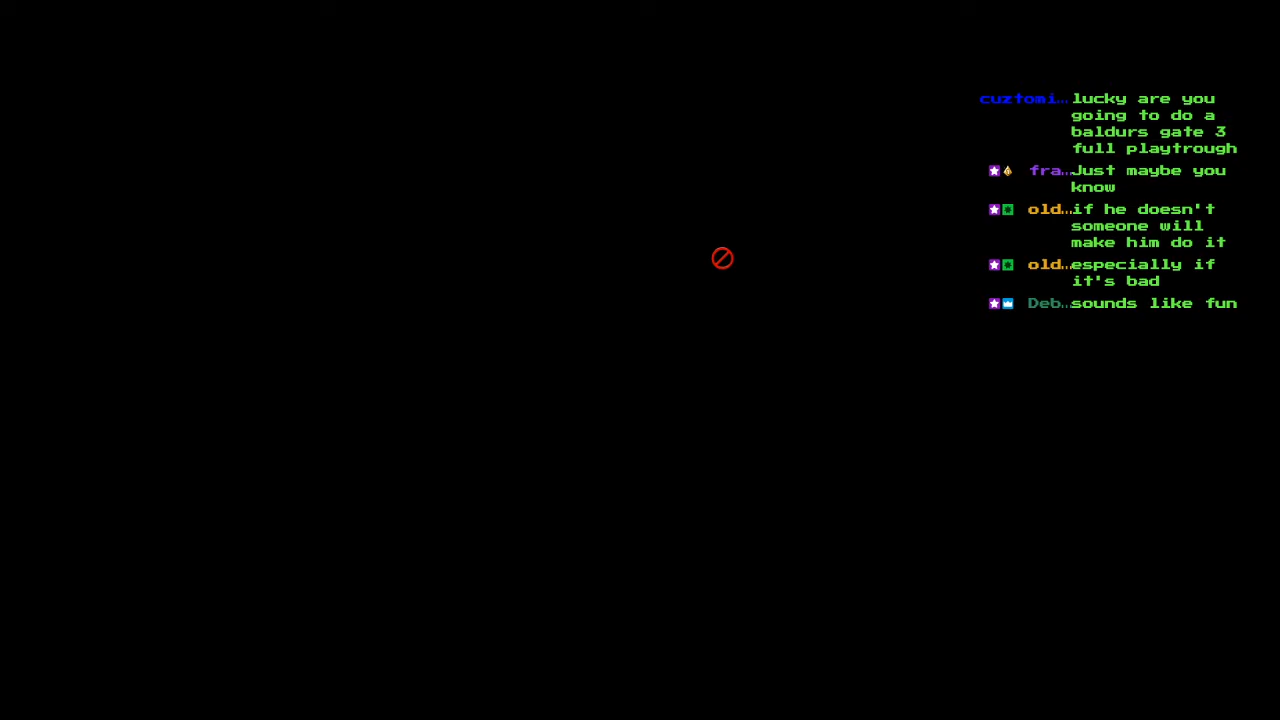 cuztomi… lucky are you
going to do a
baldurs gate 3
full playtrough
fra… Just maybe you
know
old… if he doesn't
someone will
make him do it
old… especially if
it's bad
Deb… sounds like fun